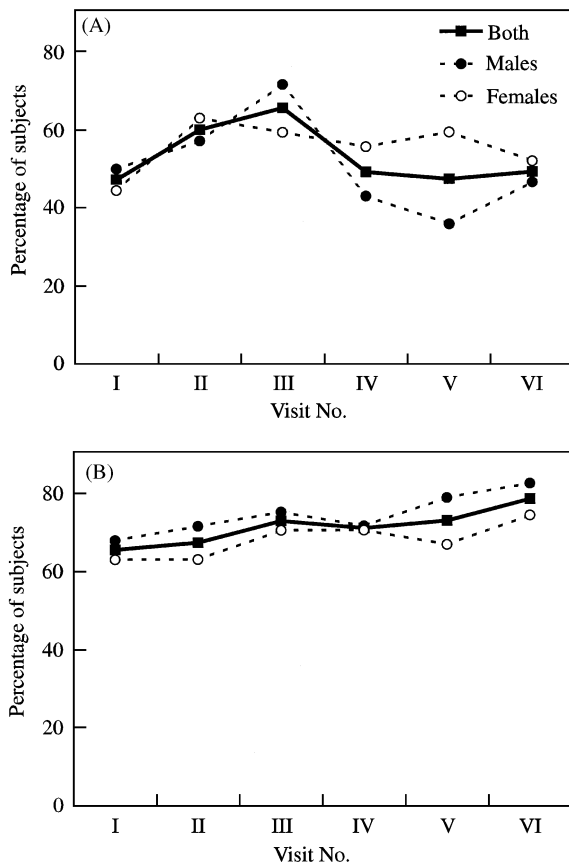 (A)
Both
Males
Females
Percentage of subjects
80
60
40
20
0
I II III IV V VI
Visit No.
(B)
Percentage of subjects
80
60
40
20
0
I II III IV V VI
Visit No.